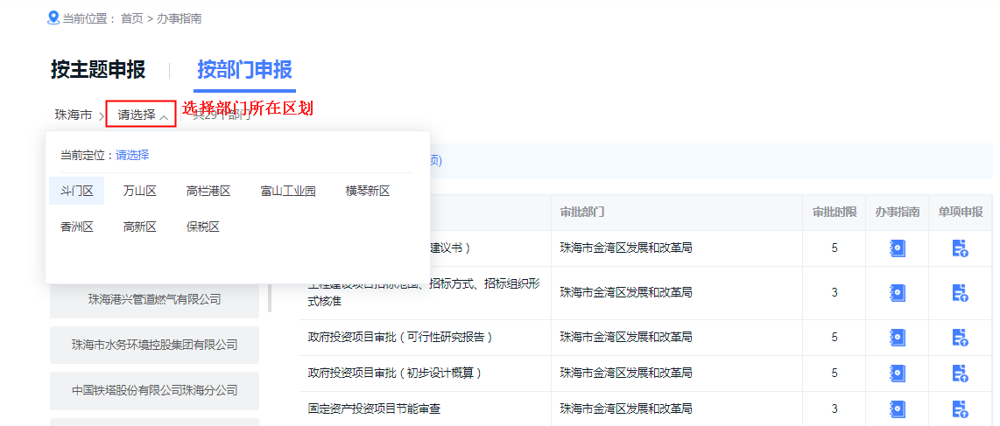 当前位置： 首页 > 办事指南
按主题申报 按部门申报
珠海市 > 请选择 选择部门所在区划
共29个部门
当前定位：请选择
斗门区 万山区 高栏港区 富山工业园 横琴新区
香洲区 高新区 保税区
项)
审批部门 审批时限 办事指南 单项申报
建议书） 珠海市金湾区发展和改革局 5
工程建设项目招标范围、招标方式、招标组织形
式核准 珠海市金湾区发展和改革局 3
政府投资项目审批（可行性研究报告） 珠海市金湾区发展和改革局 5
政府投资项目审批（初步设计概算） 珠海市金湾区发展和改革局 5
固定资产投资项目节能审查 珠海市金湾区发展和改革局 3
珠海港兴管道燃气有限公司
珠海市水务环境控股集团有限公司
中国铁塔股份有限公司珠海分公司